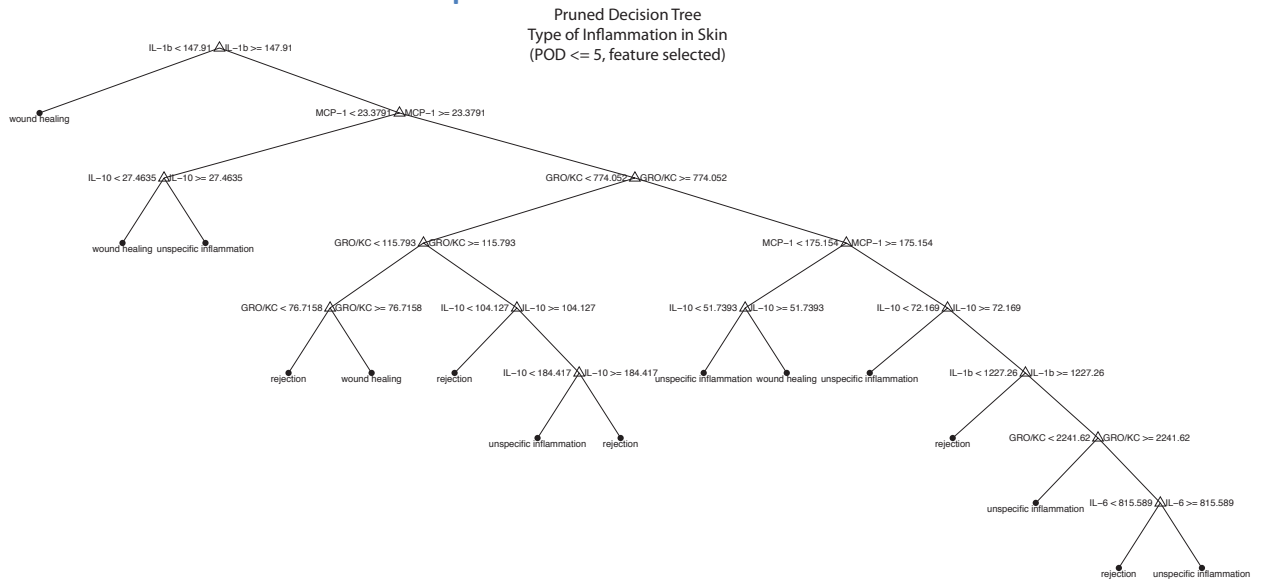 Pruned Decision Tree
Type of Inflammation in Skin
(POD <= 5, feature selected)
IL−1b < 147.91 IL−1b >= 147.91
wound healing
MCP−1 < 23.3791 MCP−1 >= 23.3791
IL−10 < 27.4635 IL−10 >= 27.4635
GRO/KC < 774.052 GRO/KC >= 774.052
wound healing unspecific inflammation
GRO/KC < 115.793 GRO/KC >= 115.793
MCP−1 < 175.154 MCP−1 >= 175.154
GRO/KC < 76.7158 GRO/KC >= 76.7158
IL−10 < 104.127 IL−10 >= 104.127
IL−10 < 51.7393 IL−10 >= 51.7393
IL−10 < 72.169 IL−10 >= 72.169
rejection wound healing rejection
IL−10 < 184.417 IL−10 >= 184.417
unspecific inflammation wound healing unspecific inflammation
IL−1b < 1227.26 IL−1b >= 1227.26
unspecific inflammation rejection
rejection
GRO/KC < 2241.62 GRO/KC >= 2241.62
unspecific inflammation
IL−6 < 815.589 IL−6 >= 815.589
rejection unspecific inflammation